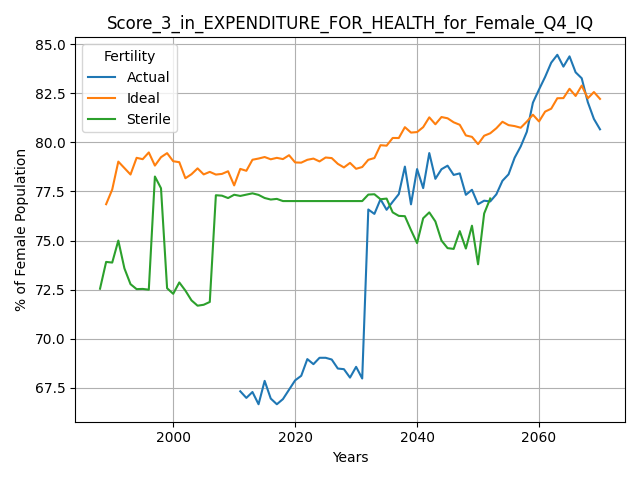 Score_3_in_EXPENDITURE_FOR_HEALTH_for_Female_Q4_IQ
Fertility
Actual
Ideal
Sterile
% of Female Population
85.0
82.5
80.0
77.5
75.0
72.5
70.0
67.5
2000 2020 2040 2060
Years